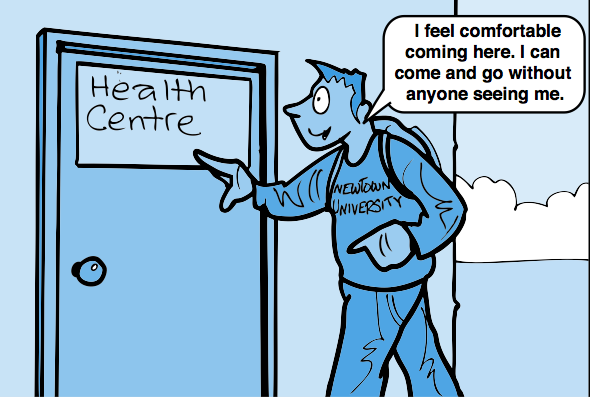 I feel comfortable
coming here. I can
come and go without
anyone seeing me.
Health
Centre
NEWTOWN
UNIVERSITY